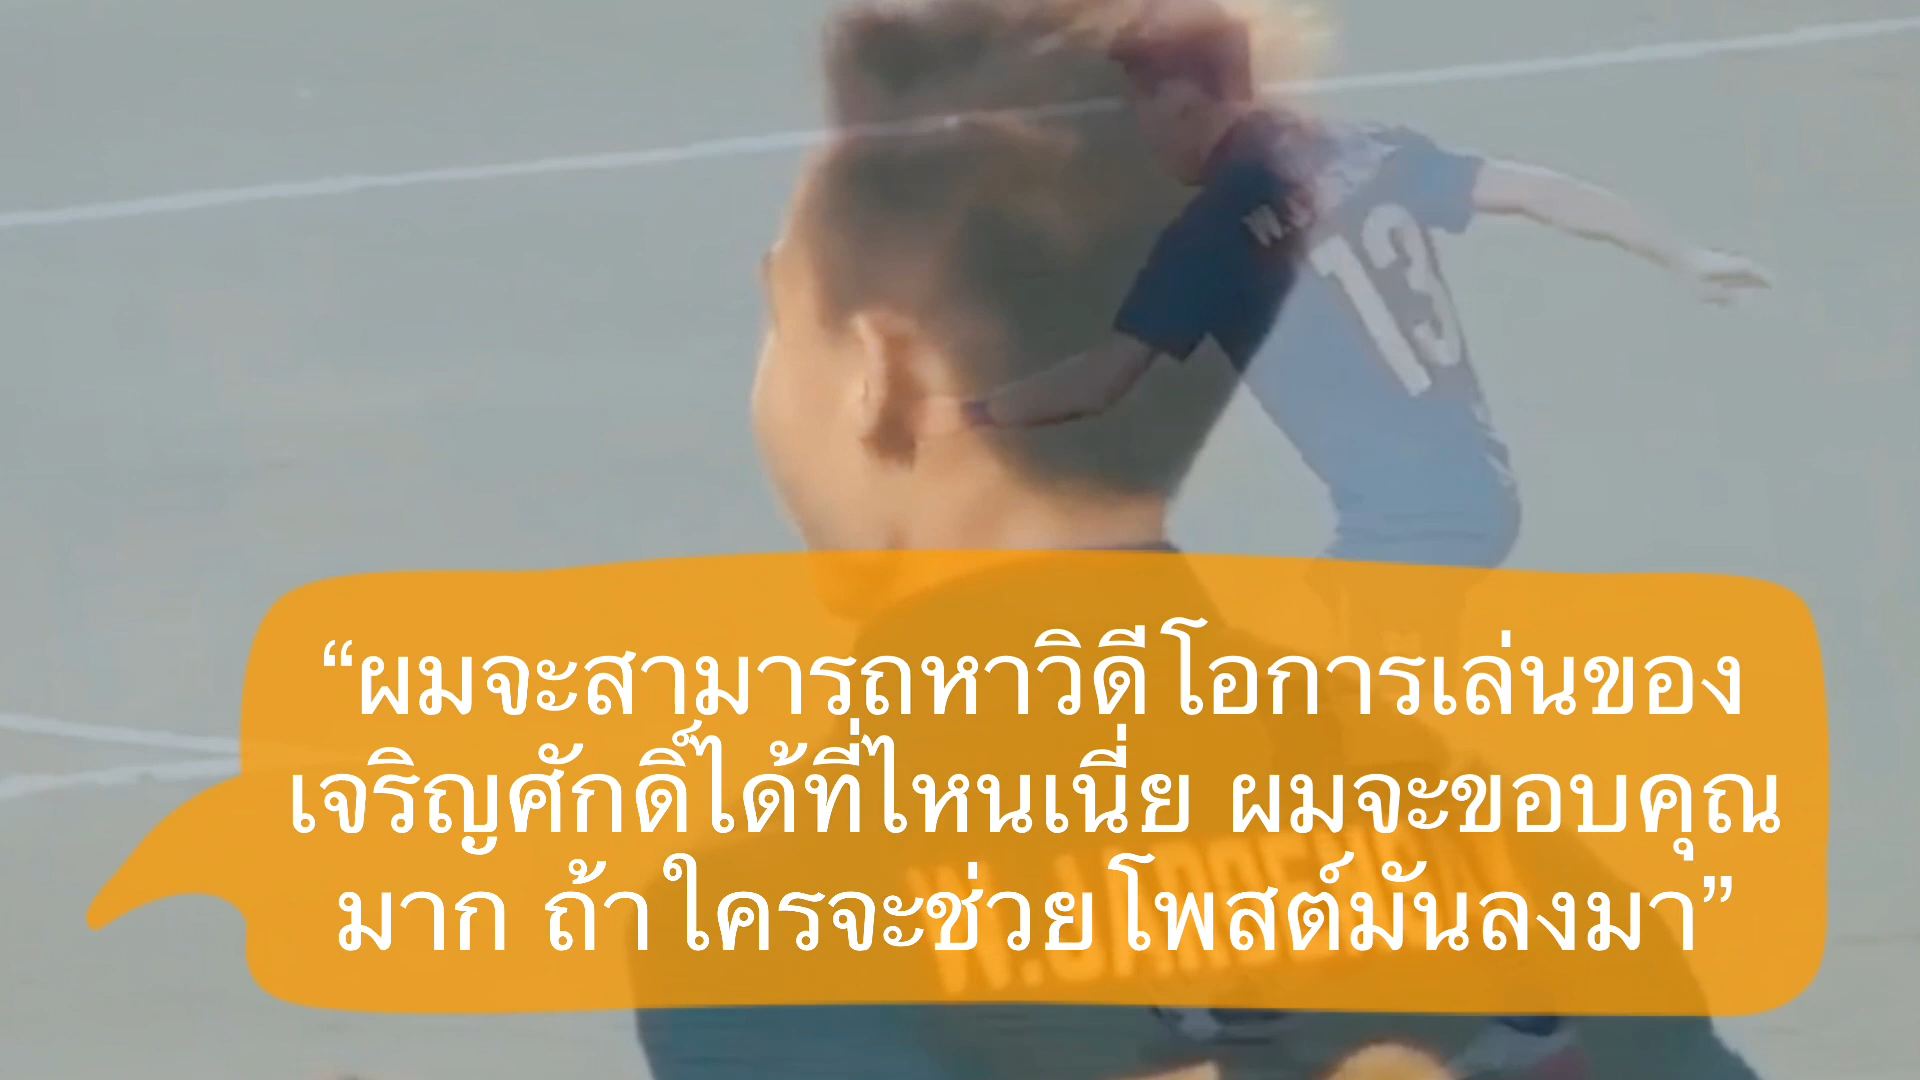 W.J
13
“ผมจะสามารถหาวิดีโอการเล่นของ
เจริญศักดิ์ได้ที่ไหนเนี่ย ผมจะขอบคุณ
มาก ถ้าใครจะช่วยโพสต์มันลงมา”